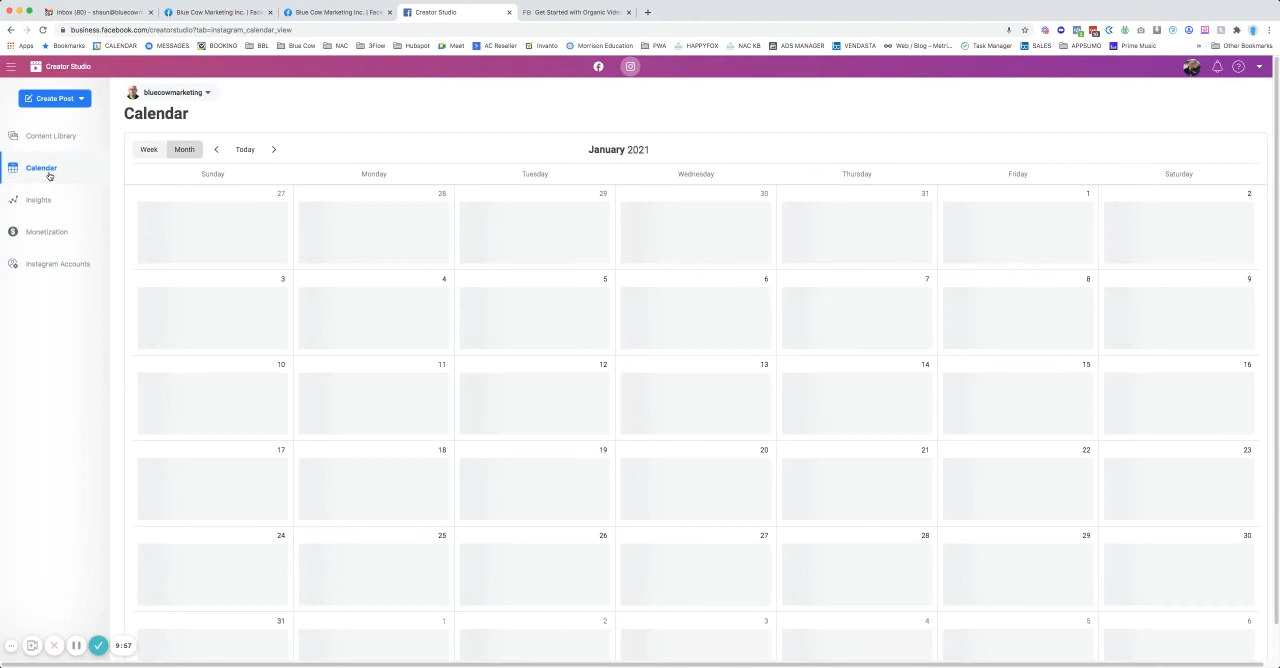 Inbox (80) - shaun@bluecowm
Blue Cow Marketing Inc. | Face
Blue Cow Marketing Inc. | Face
Creator Studio
FB Get Started with Organic Vide
business.facebook.com/creatorstudio?tab=instagram_calendar_view
Apps Bookmarks CALENDAR MESSAGES BOOKING BBL Blue Cow NAC 3Flow Hubspot Meet AC Reseller Invanto Morrison Education PWA HAPPYFOX NAC KB ADS MANAGER VENDASTA Web / Blog – Metri... Task Manager SALES APPSUMO Prime Music » Other Bookmarks
Creator Studio
Create Post
bluecowmarketing
Calendar
Content Library
Calendar
Insights
Monetization
Instagram Accounts
Week Month Today January 2021
Sunday Monday Tuesday Wednesday Thursday Friday Saturday
27 28 29 30 31 1 2
3 4 5 6 7 8 9
10 11 12 13 14 15 16
17 18 19 20 21 22 23
24 25 26 27 28 29 30
31 1 2 3 4 5 6
9:57